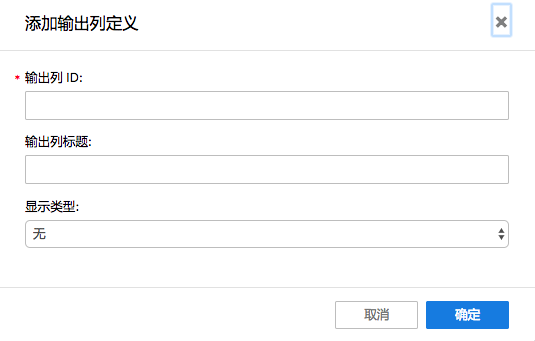 添加输出列定义
* 输出列 ID:
输出列标题:
显示类型:
无
取消
确定